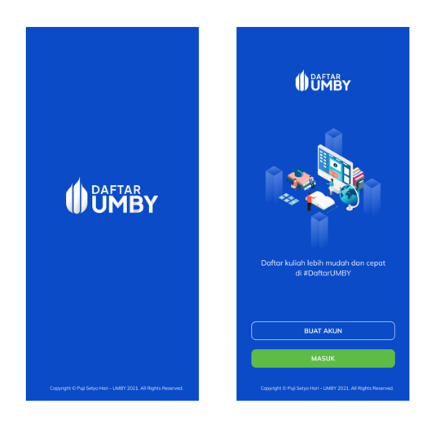 DAFTAR
UMBY
Copyright © Puji Setyo Hari - UMBY 2021. All Rights Reserved.
DAFTAR
UMBY
Daftar kuliah lebih mudah dan cepat
di #DaftarUMBY
BUAT AKUN
MASUK
Copyright © Puji Setyo Hari - UMBY 2021. All Rights Reserved.